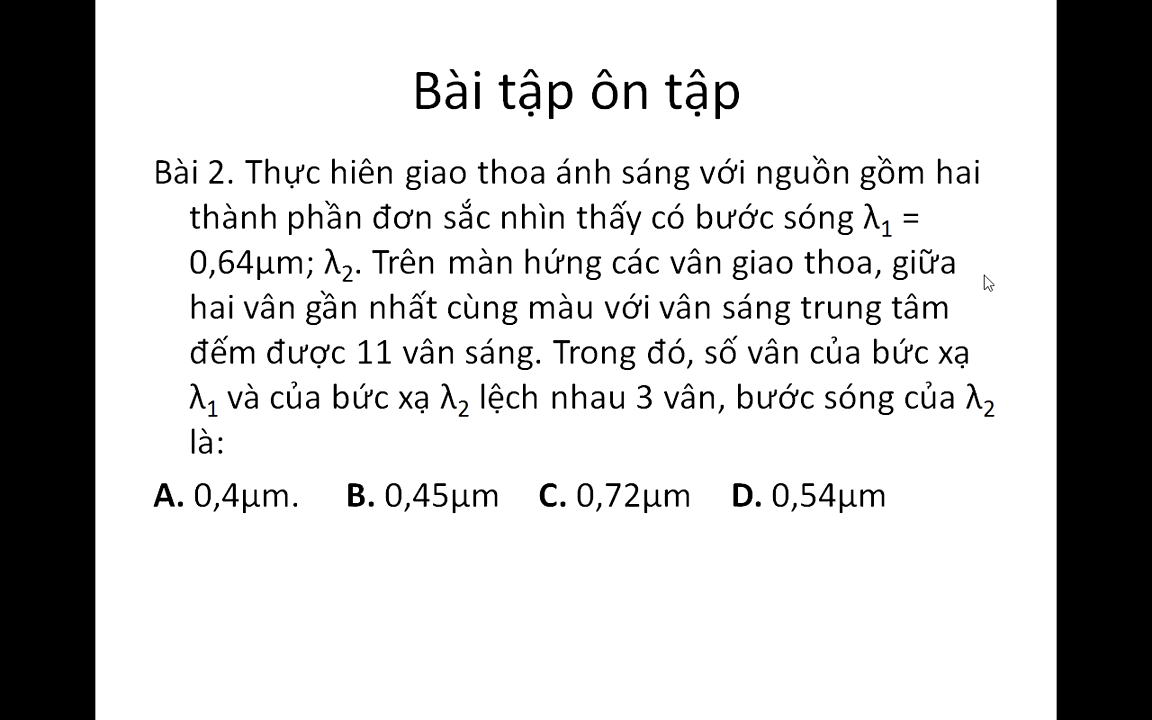 Bài tập ôn tập
Bài 2. Thực hiên giao thoa ánh sáng với nguồn gồm hai
thành phần đơn sắc nhìn thấy có bước sóng λ₁ =
0,64μm; λ₂. Trên màn hứng các vân giao thoa, giữa
hai vân gần nhất cùng màu với vân sáng trung tâm
đếm được 11 vân sáng. Trong đó, số vân của bức xạ
λ₁ và của bức xạ λ₂ lệch nhau 3 vân, bước sóng của λ₂
là:
A. 0,4μm. B. 0,45μm C. 0,72μm D. 0,54μm